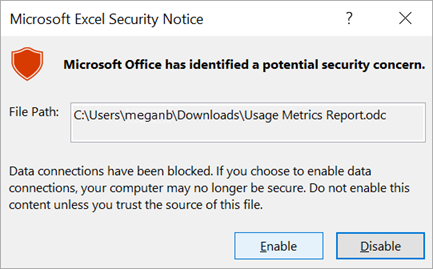 Microsoft Excel Security Notice
? ×
Microsoft Office has identified a potential security concern.
File Path: C:\Users\meganb\Downloads\Usage Metrics Report.odc
Data connections have been blocked. If you choose to enable data
connections, your computer may no longer be secure. Do not enable this
content unless you trust the source of this file.
Enable Disable